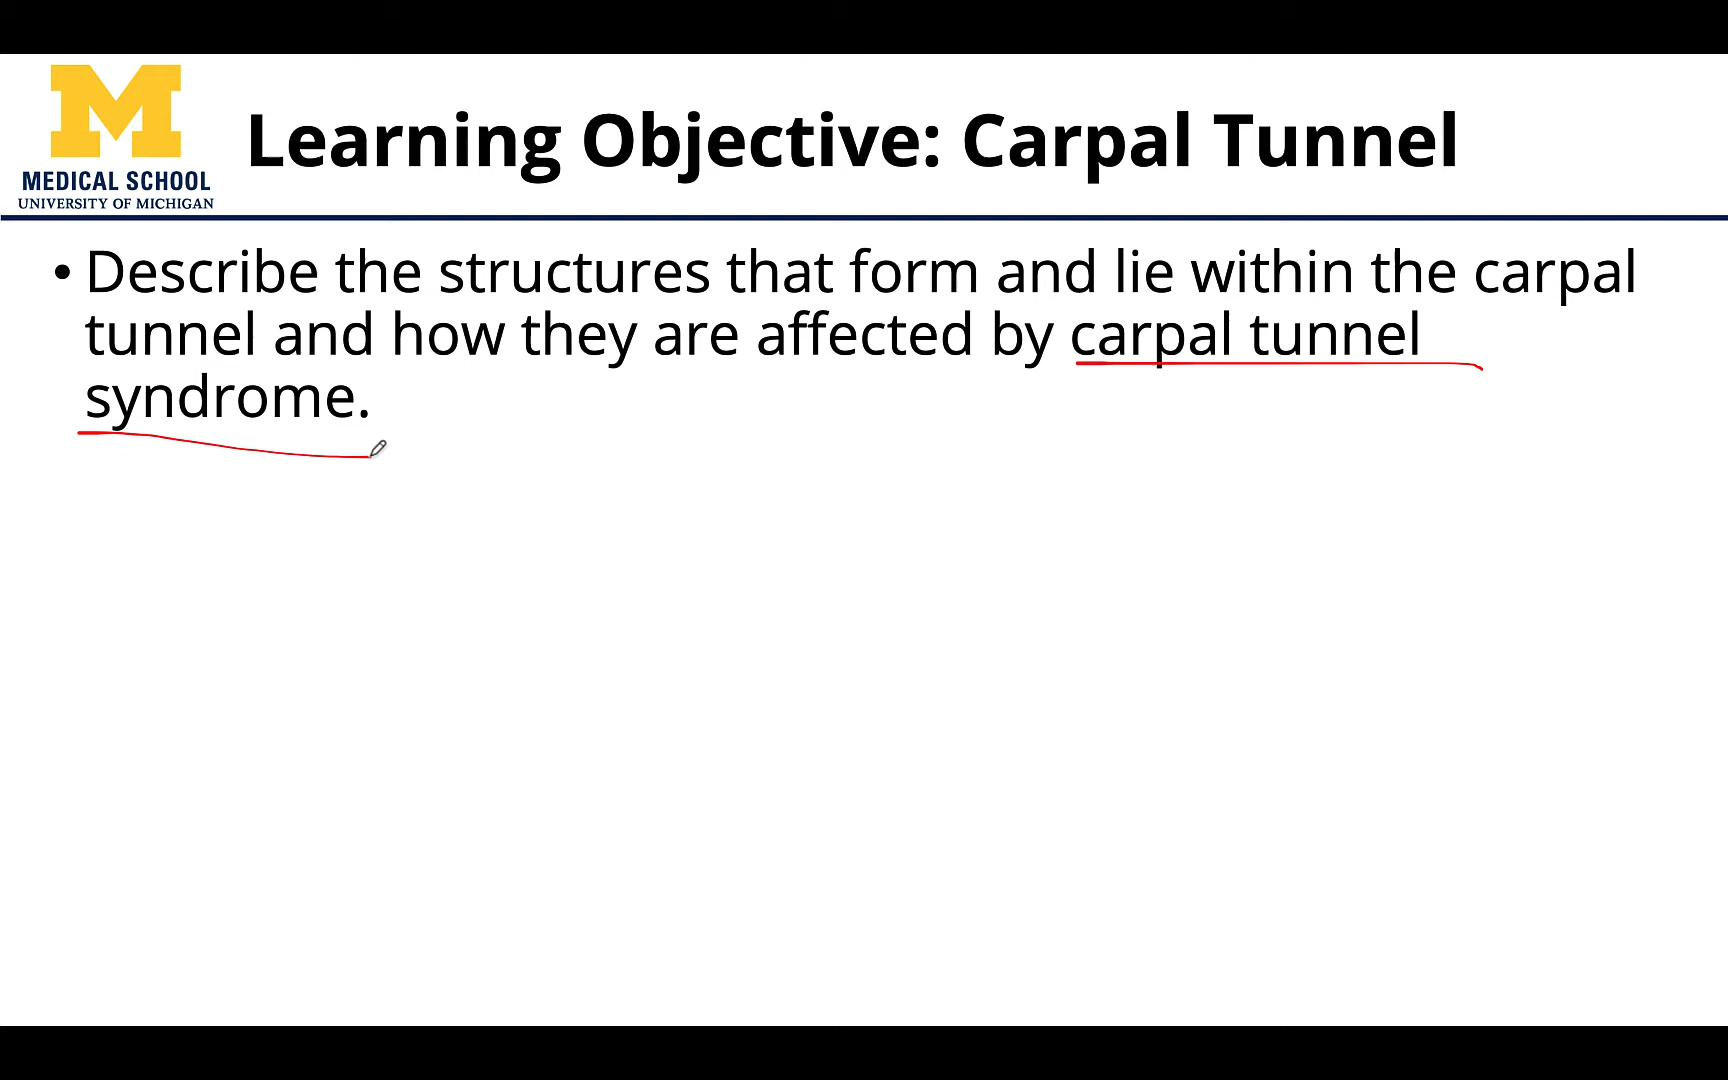 M
MEDICAL SCHOOL
UNIVERSITY OF MICHIGAN
Learning Objective: Carpal Tunnel
• Describe the structures that form and lie within the carpal
tunnel and how they are affected by carpal tunnel
syndrome.